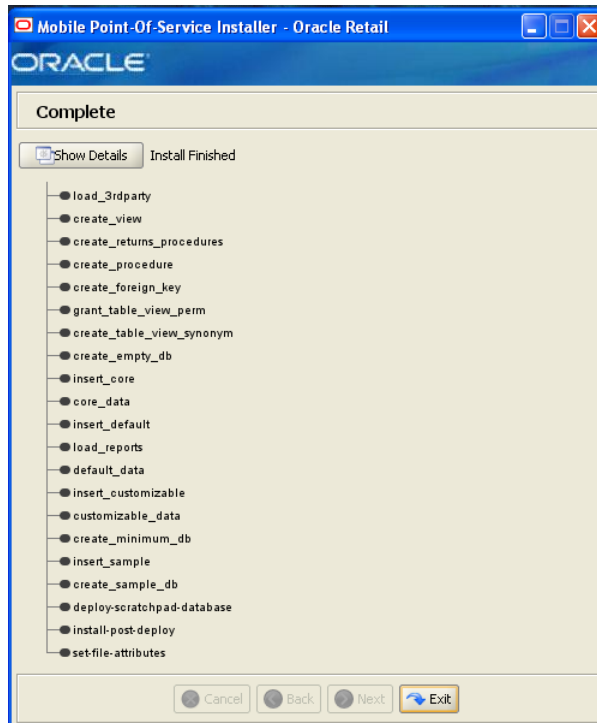 Mobile Point-Of-Service Installer - Oracle Retail
ORACLE
Complete
Show Details Install Finished
load_3rdparty
create_view
create_returns_procedures
create_procedure
create_foreign_key
grant_table_view_perm
create_table_view_synonym
create_empty_db
insert_core
core_data
insert_default
load_reports
default_data
insert_customizable
customizable_data
create_minimum_db
insert_sample
create_sample_db
deploy-scratchpad-database
install-post-deploy
set-file-attributes
Cancel Back Next Exit